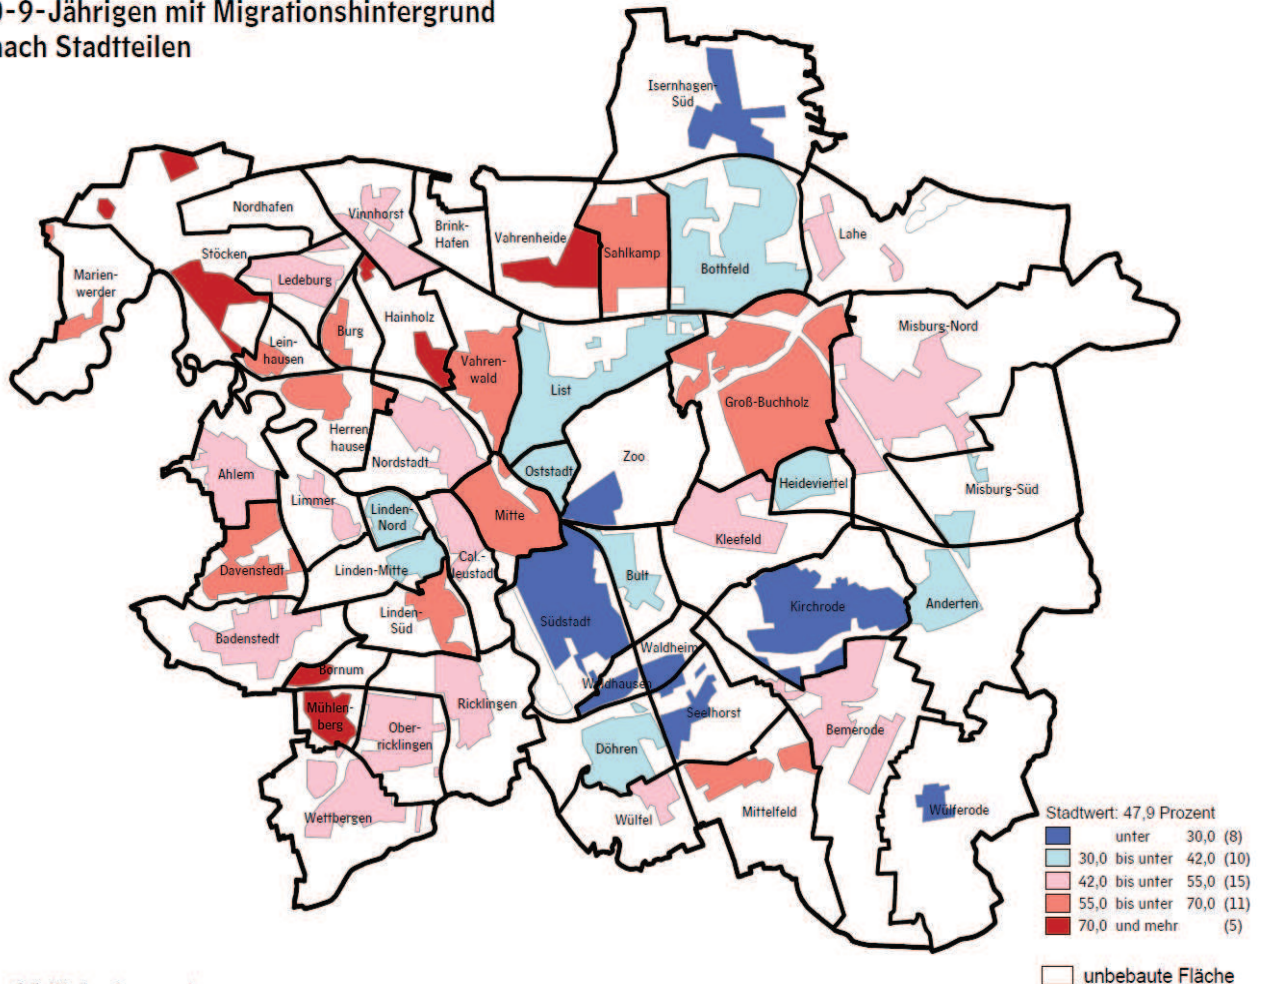 0-9-Jährigen mit Migrationshintergrund
nach Stadtteilen
Isernhagen-
Süd
Nordhafen
Vinnhorst
Brink-
Hafen
Vahrenheide
Sahlkamp
Bothfeld
Lahe
Stöcken
Marien-
werder
Ledeburg
Burg
Hainholz
Lein-
hausen
Vahren-
wald
List
Groß-Buchholz
Misburg-Nord
Herren
hausen
Nordstadt
Oststadt
Zoo
Heideviertel
Misburg-Süd
Ahlem
Limmer
Linden-
Nord
Mitte
Kleefeld
Davenstedt
Linden-Mitte
Cal.-
Neustadt
Bult
Kirchrode
Anderten
Badenstedt
Linden-
Süd
Südstadt
Waldheim
Bornum
Waldhausen
Mühlen-
berg
Ober-
ricklingen
Ricklingen
Seelhorst
Döhren
Bemerode
Wettbergen
Wülfel
Mittelfeld
Wülferode
Stadtwert: 47,9 Prozent
unter 30,0 (8)
30,0 bis unter 42,0 (10)
42,0 bis unter 55,0 (15)
55,0 bis unter 70,0 (11)
70,0 und mehr (5)
unbebaute Fläche